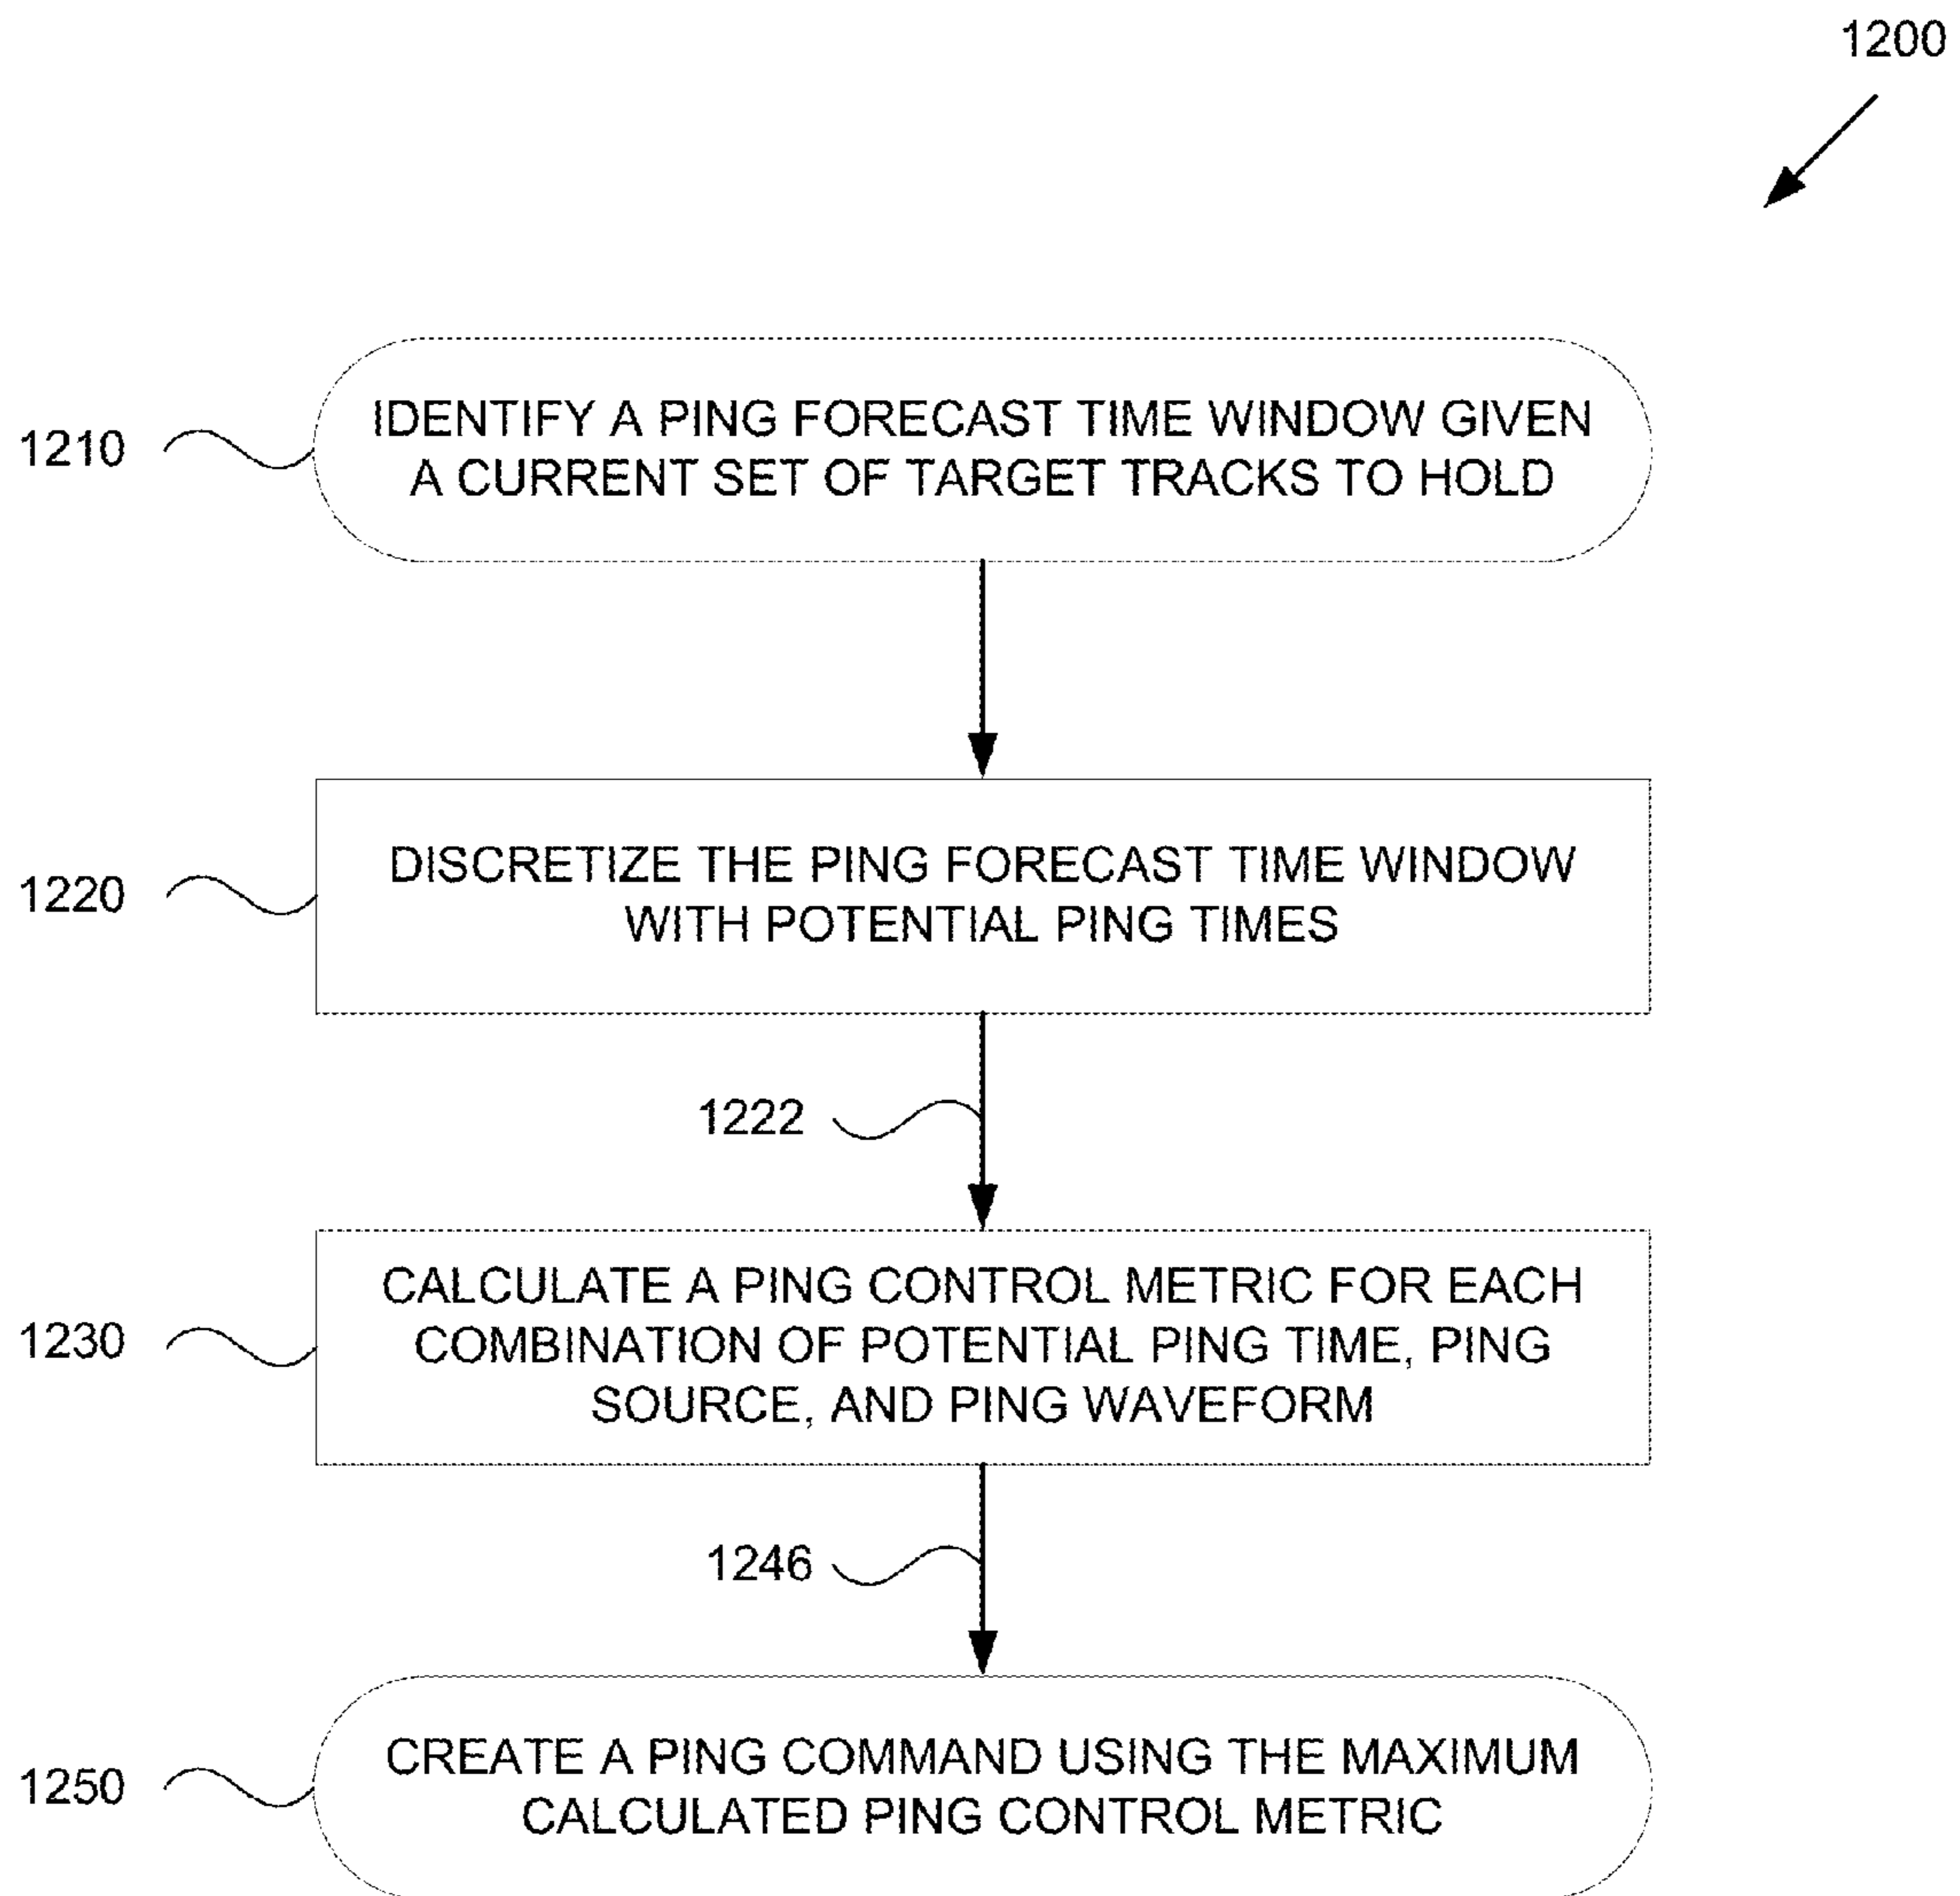 1200
1210
IDENTIFY A PING FORECAST TIME WINDOW GIVEN
A CURRENT SET OF TARGET TRACKS TO HOLD
1220
DISCRETIZE THE PING FORECAST TIME WINDOW
WITH POTENTIAL PING TIMES
1222
1230
CALCULATE A PING CONTROL METRIC FOR EACH
COMBINATION OF POTENTIAL PING TIME, PING
SOURCE, AND PING WAVEFORM
1246
1250
CREATE A PING COMMAND USING THE MAXIMUM
CALCULATED PING CONTROL METRIC